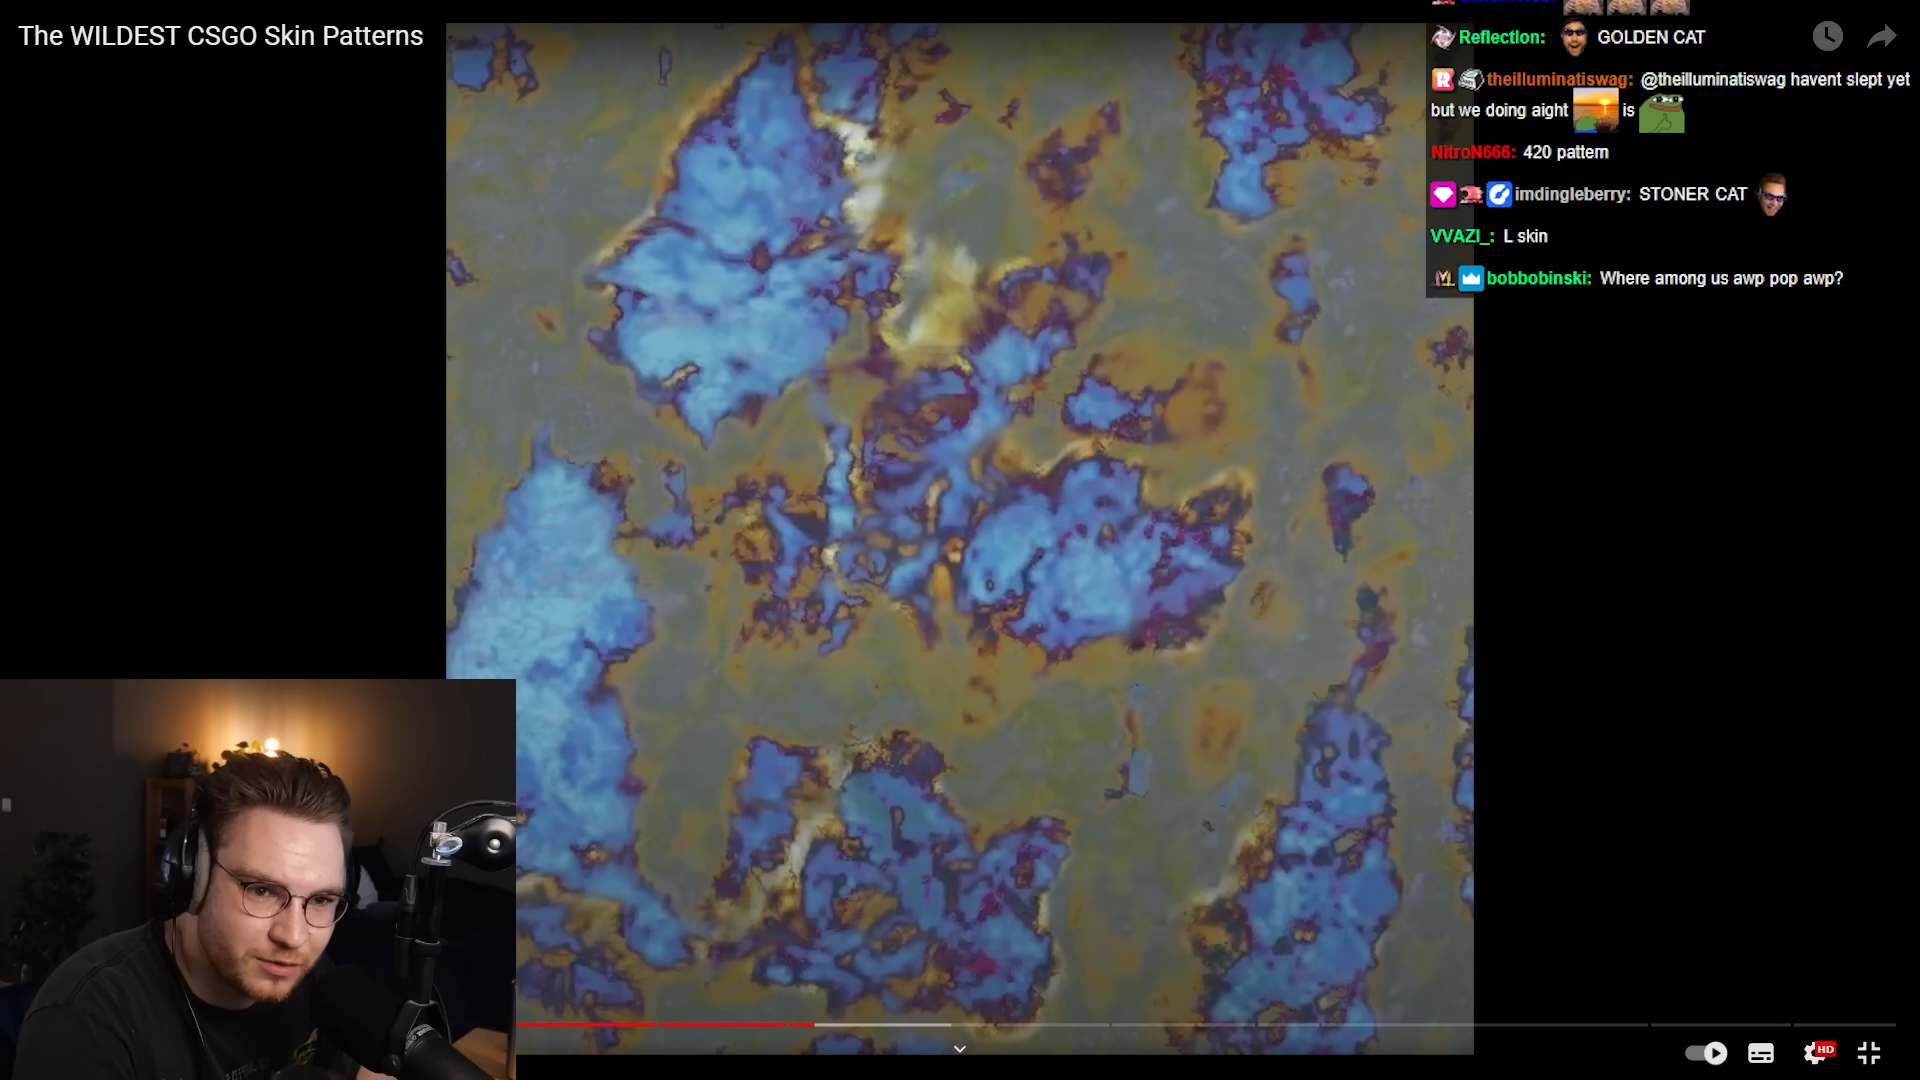 The WILDEST CSGO Skin Patterns
Reflection: GOLDEN CAT
theilluminatiswag: @theilluminatiswag havent slept yet
but we doing aight is
NitroN666: 420 pattern
imdingleberry: STONER CAT
VVAZI_: L skin
bobbobinski: Where among us awp pop awp?
HD